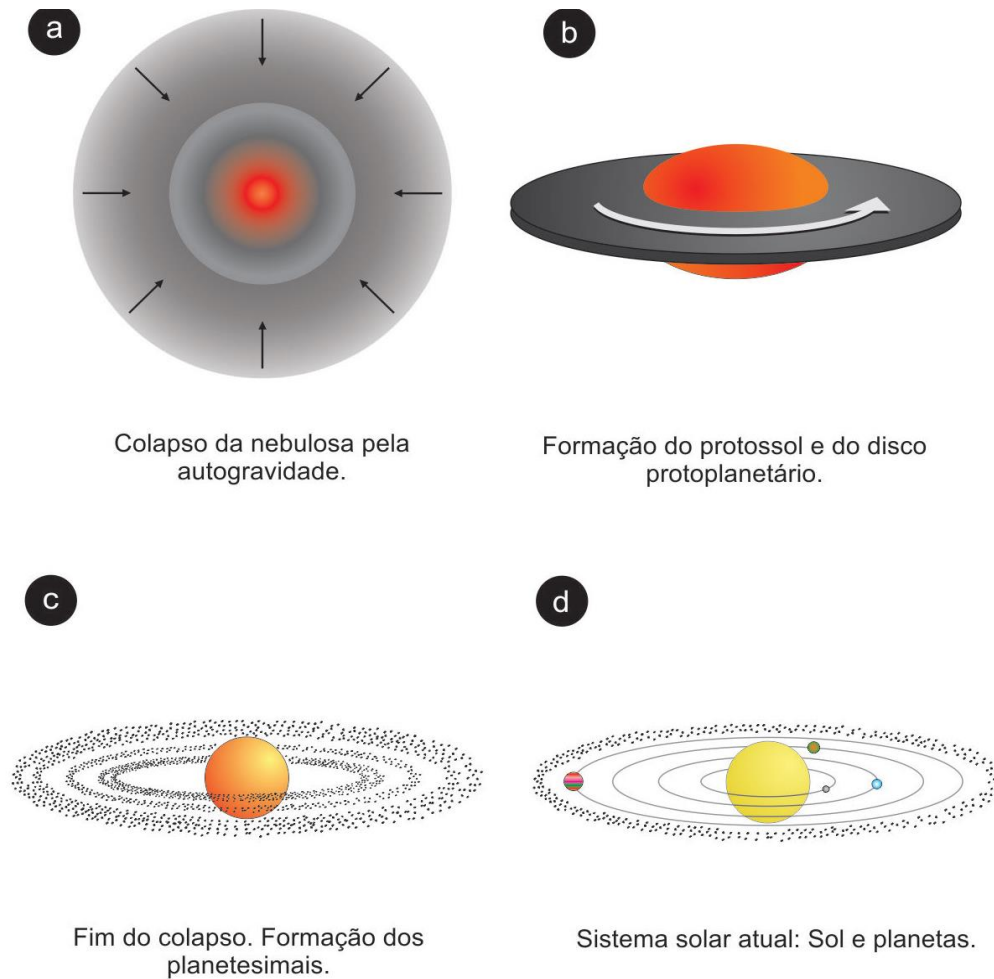 a
Colapso da nebulosa pela
autogravidade.
b
Formação do protossol e do disco
protoplanetário.
c
Fim do colapso. Formação dos
planetesimais.
d
Sistema solar atual: Sol e planetas.